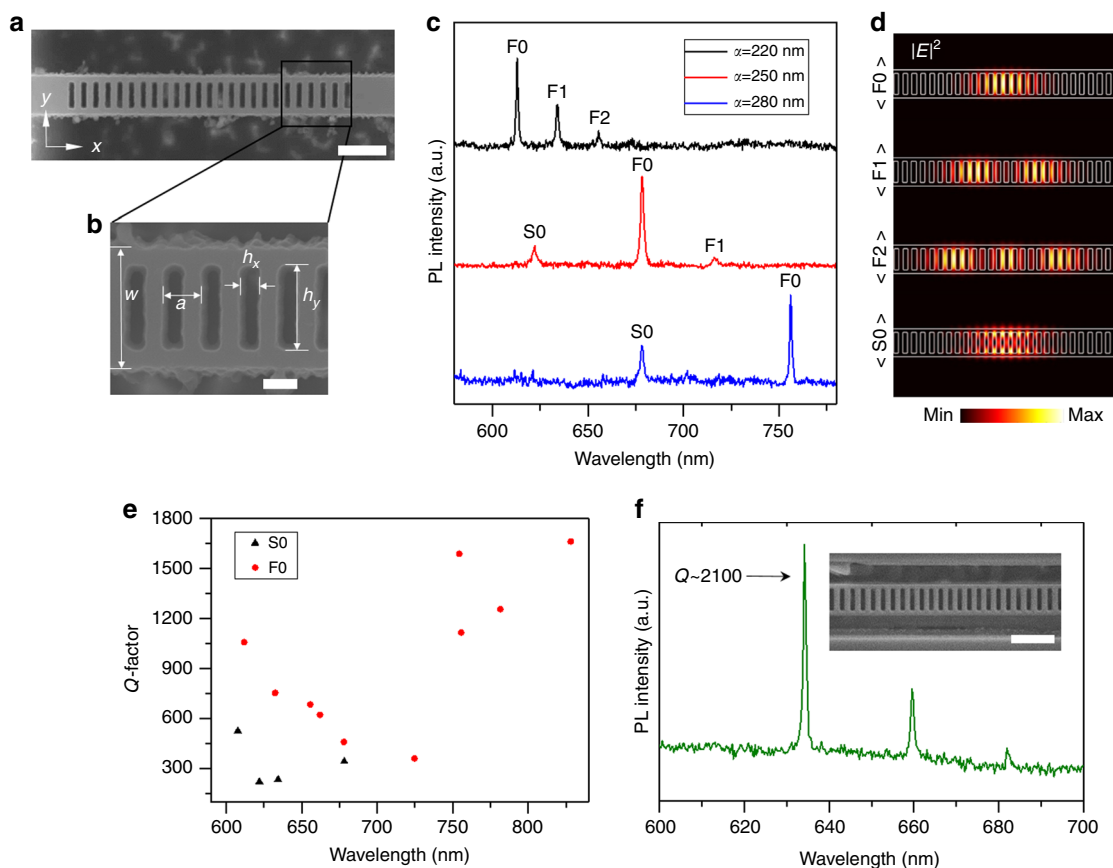 a
y
x
b
w
a
hx
hy
c
F0
F1
F2
α=220 nm
α=250 nm
α=280 nm
S0
F0
F1
S0
F0
PL intensity (a.u.)
600 650 700 750
Wavelength (nm)
d
|E|²
< F0 >
< F1 >
< F2 >
< S0 >
Min Max
e
1800
1500
1200
900
600
300
S0
F0
Q-factor
600 650 700 750 800
Wavelength (nm)
f
Q~2100
PL intensity (a.u.)
600 620 640 660 680 700
Wavelength (nm)